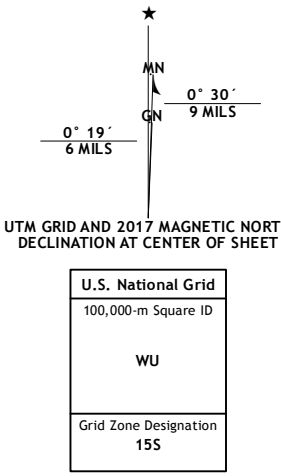 ★
MN
0° 30´
9 MILS
GN
0° 19´
6 MILS
UTM GRID AND 2017 MAGNETIC NORT
DECLINATION AT CENTER OF SHEET
U.S. National Grid
100,000-m Square ID
WU
Grid Zone Designation
15S